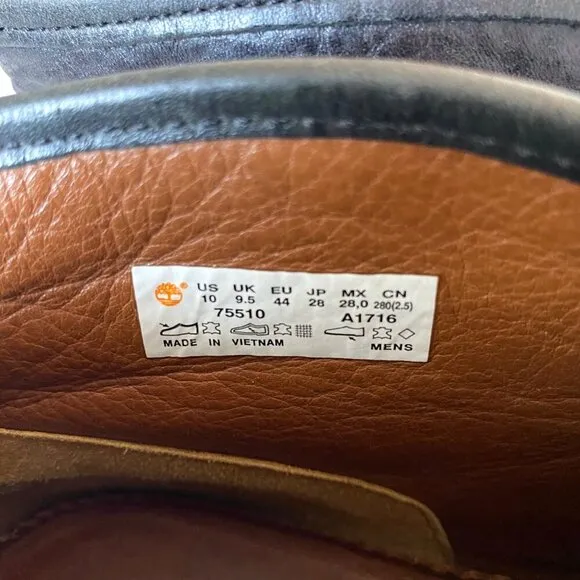 US UK EU JP MX CN
10 9.5 44 28 28,0 280(2.5)
75510 A1716
MADE IN VIETNAM MENS